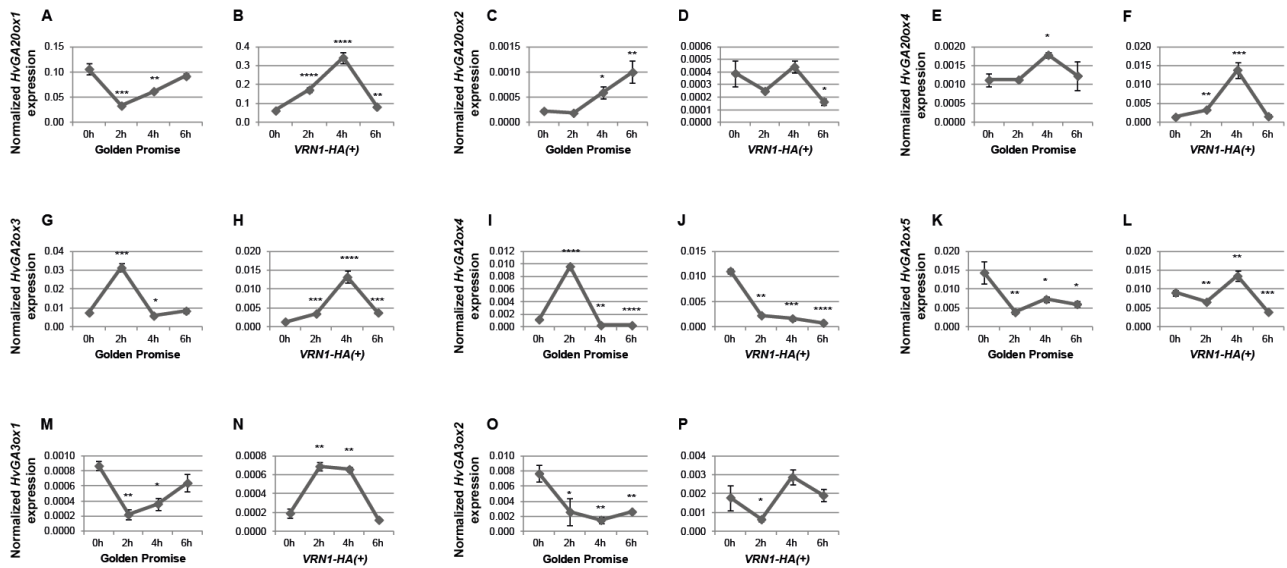 A
B
C
D
E
F
Normalized HvGA20ox1
expression
0.15
0.10
0.05
0.00
0h 2h 4h 6h
***
**
Golden Promise
0.4
0.3
0.2
0.1
0.0
0h 2h 4h 6h
****
****
**
VRN1-HA(+)
Normalized HvGA20ox2
expression
0.0015
0.0010
0.0005
0.0000
0h 2h 4h 6h
*
**
Golden Promise
0.0006
0.0005
0.0004
0.0003
0.0002
0.0001
0.0000
0h 2h 4h 6h
*
VRN1-HA(+)
Normalized HvGA20ox4
expression
0.0020
0.0015
0.0010
0.0005
0.0000
0h 2h 4h 6h
*
Golden Promise
0.020
0.015
0.010
0.005
0.000
0h 2h 4h 6h
**
***
VRN1-HA(+)
G
H
I
J
K
L
Normalized HvGA2ox3
expression
0.04
0.03
0.02
0.01
0.00
0h 2h 4h 6h
***
*
Golden Promise
0.020
0.015
0.010
0.005
0.000
0h 2h 4h 6h
***
****
***
VRN1-HA(+)
Normalized HvGA2ox4
expression
0.012
0.010
0.008
0.006
0.004
0.002
0.000
0h 2h 4h 6h
****
**
****
Golden Promise
0.015
0.010
0.005
0.000
0h 2h 4h 6h
**
***
****
VRN1-HA(+)
Normalized HvGA2ox5
expression
0.020
0.015
0.010
0.005
0.000
0h 2h 4h 6h
**
*
*
Golden Promise
0.020
0.015
0.010
0.005
0.000
0h 2h 4h 6h
**
**
***
VRN1-HA(+)
M
N
O
P
Normalized HvGA3ox1
expression
0.0010
0.0008
0.0006
0.0004
0.0002
0.0000
0h 2h 4h 6h
**
*
Golden Promise
0.0008
0.0006
0.0004
0.0002
0.0000
0h 2h 4h 6h
**
**
VRN1-HA(+)
Normalized HvGA3ox2
expression
0.010
0.008
0.006
0.004
0.002
0.000
0h 2h 4h 6h
*
**
**
Golden Promise
0.004
0.003
0.002
0.001
0.000
0h 2h 4h 6h
*
VRN1-HA(+)